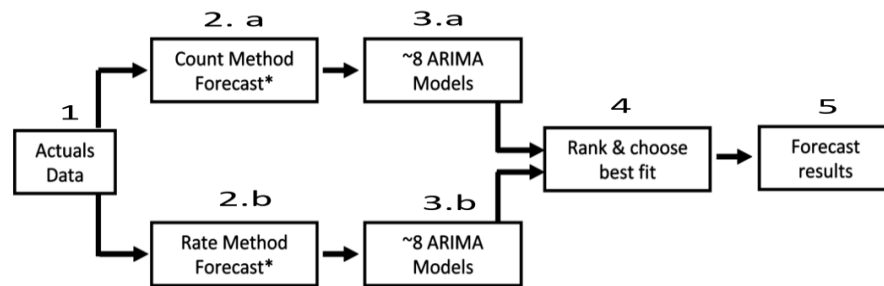 2. a
3.a
Count Method
Forecast*
~8 ARIMA
Models
1
4
5
Actuals
Data
Rank & choose
best fit
Forecast
results
2.b
3.b
Rate Method
Forecast*
~8 ARIMA
Models